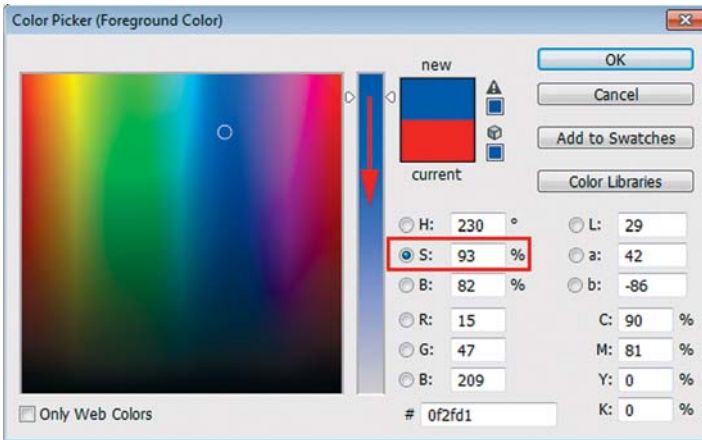 Color Picker (Foreground Color)
new
current
OK
Cancel
Add to Swatches
Color Libraries
H: 230 °
S: 93 %
B: 82 %
R: 15
G: 47
B: 209
# 0f2fd1
L: 29
a: 42
b: -86
C: 90 %
M: 81 %
Y: 0 %
K: 0 %
Only Web Colors